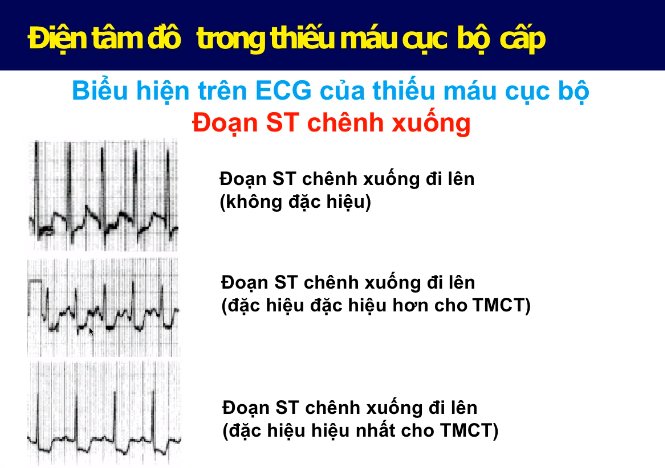 Điện tâm đồ trong thiếu máu cục bộ cấp
Biểu hiện trên ECG của thiếu máu cục bộ
Đoạn ST chênh xuống
Đoạn ST chênh xuống đi lên
(không đặc hiệu)
Đoạn ST chênh xuống đi lên
(đặc hiệu đặc hiệu hơn cho TMCT)
Đoạn ST chênh xuống đi lên
(đặc hiệu hiệu nhất cho TMCT)